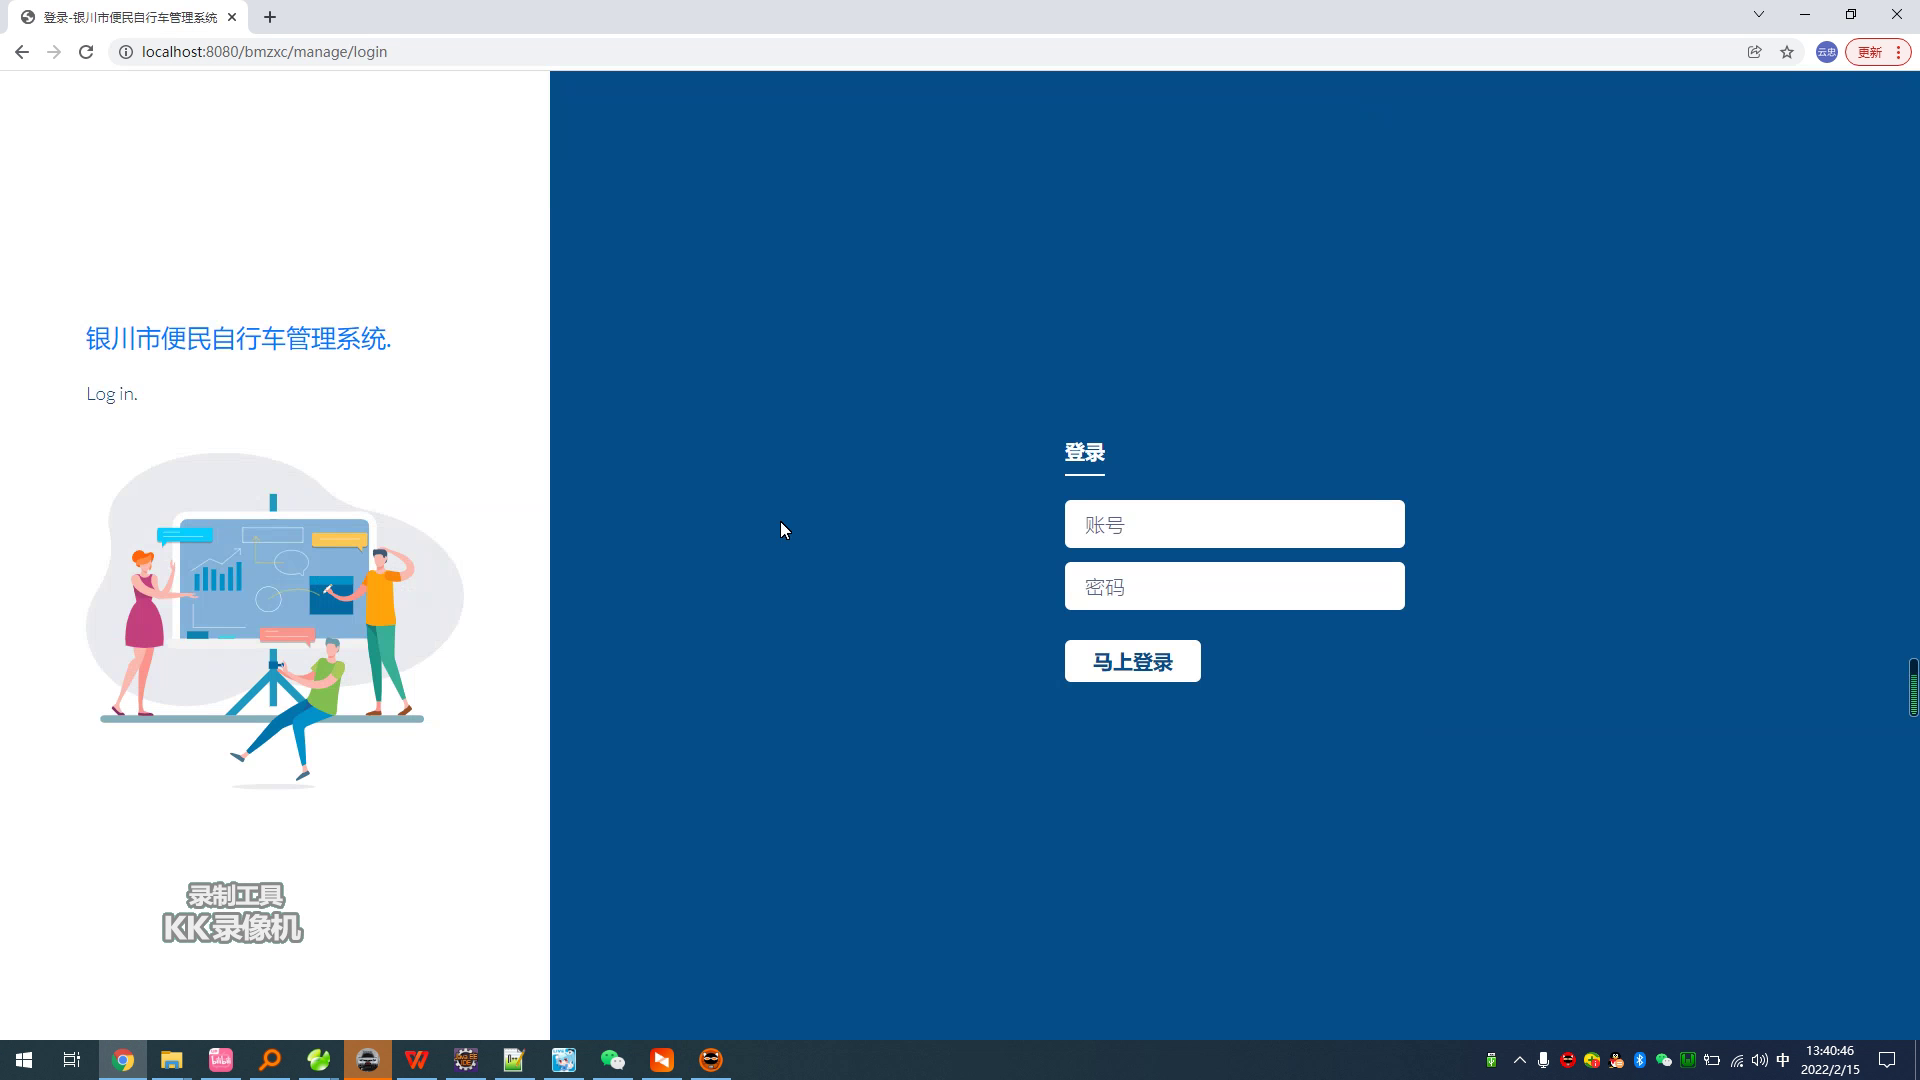 登录-银川市便民自行车管理系统
localhost:8080/bmzxc/manage/login
云忠
更新
银川市便民自行车管理系统.
Log in.
登录
账号
密码
马上登录
录制工具
KK录像机
中
13:40:46
2022/2/15